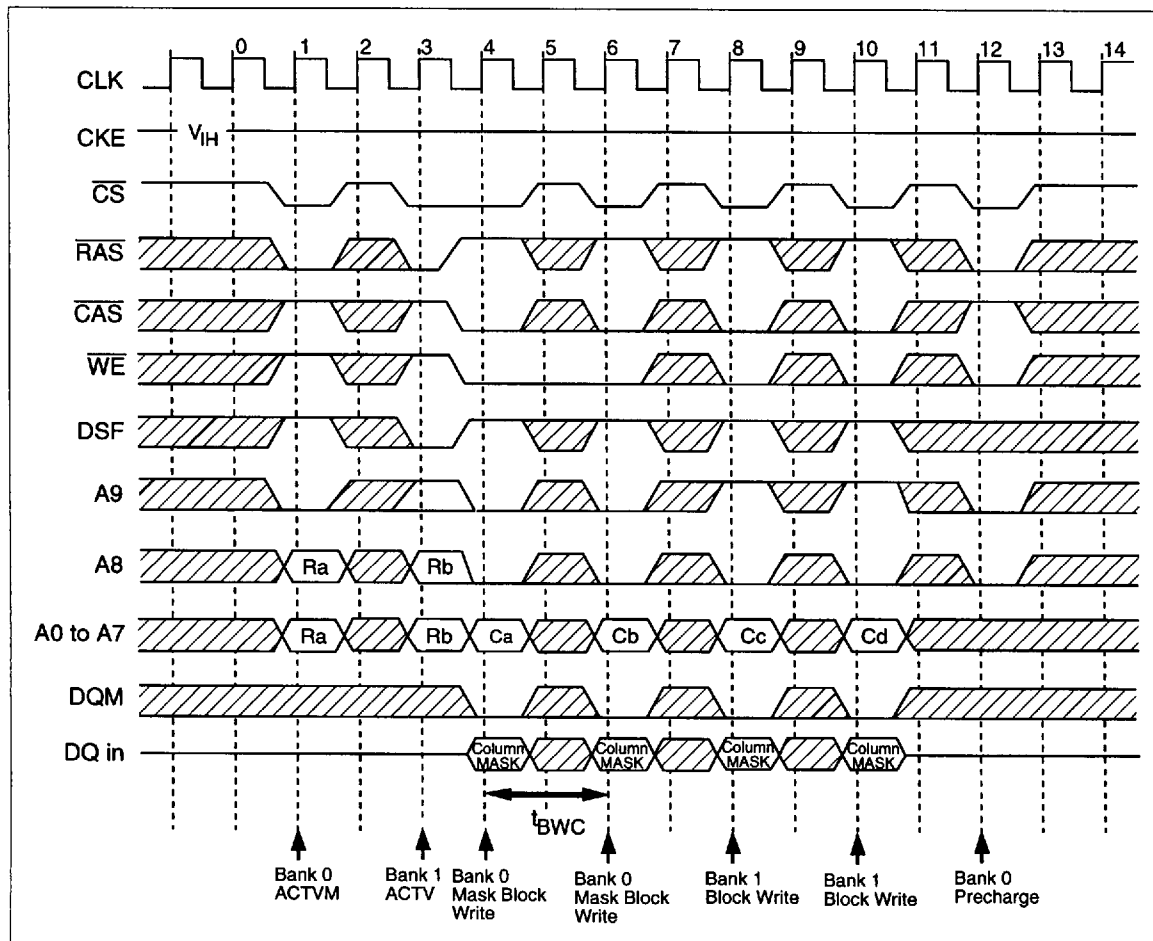 0 1 2 3 4 5 6 7 8 9 10 11 12 13 14
CLK
CKE VIH
CS
RAS
CAS
WE
DSF
A9
A8 Ra Rb
A0 to A7 Ra Rb Ca Cb Cc Cd
DQM
DQ in Column MASK Column MASK Column MASK Column MASK
tBWC
Bank 0
ACTVM
Bank 1
ACTV
Bank 0
Mask Block
Write
Bank 0
Mask Block
Write
Bank 1
Block Write
Bank 1
Block Write
Bank 0
Precharge